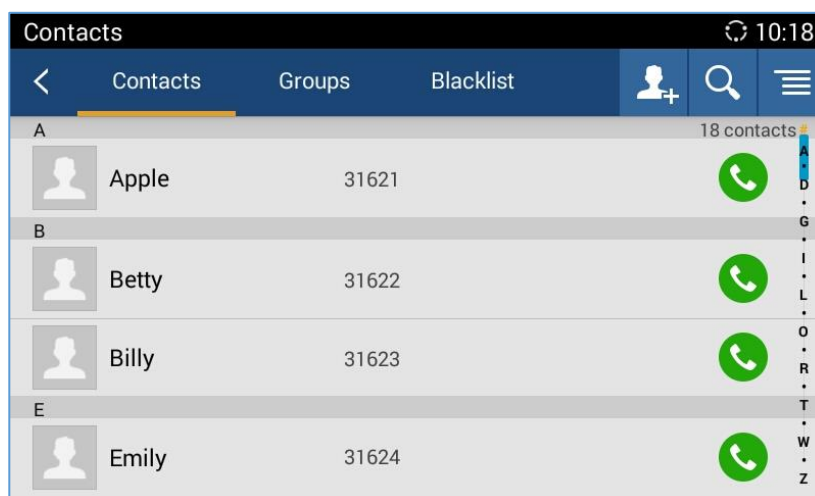 Contacts 10:18
Contacts Groups Blacklist
A 18 contacts
Apple 31621
B
Betty 31622
Billy 31623
E
Emily 31624
#
A
D
G
I
L
O
R
T
W
Z